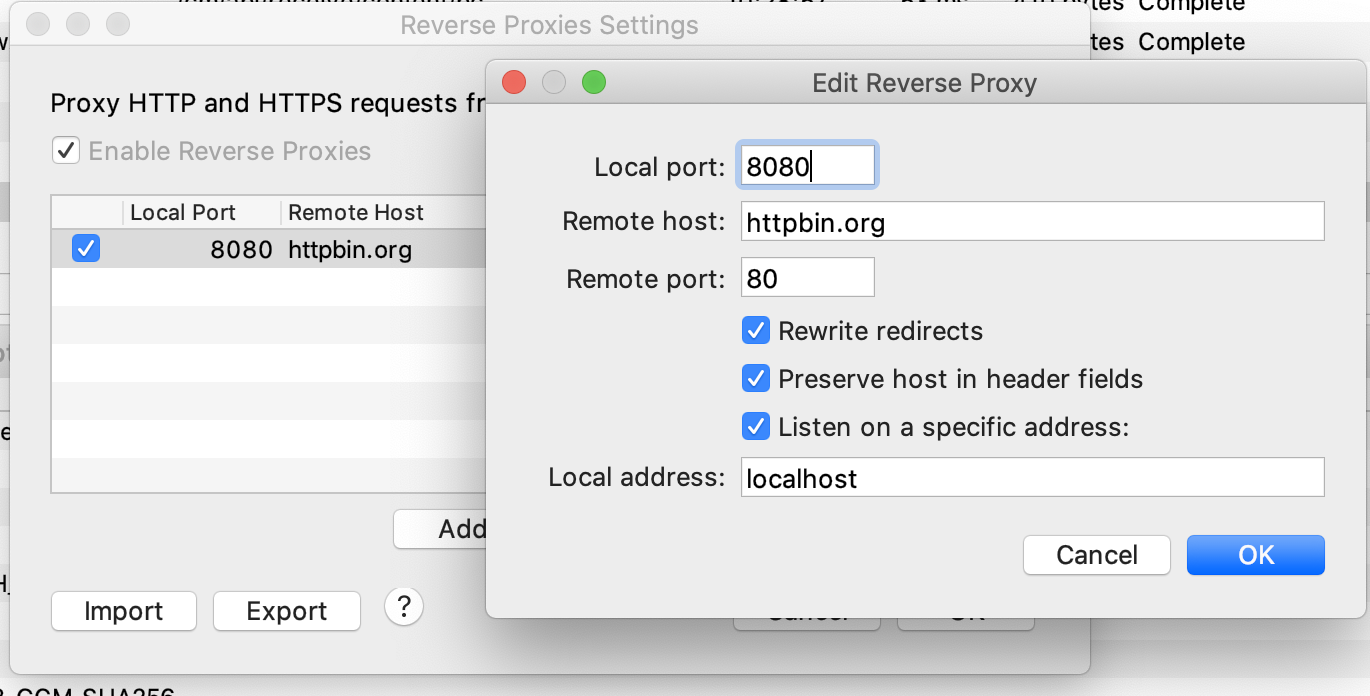 tes Complete
Complete
Reverse Proxies Settings
Edit Reverse Proxy
Proxy HTTP and HTTPS requests fr
Enable Reverse Proxies
Local Port Remote Host
8080 httpbin.org
Add
Import Export ?
Local port: 8080
Remote host: httpbin.org
Remote port: 80
Rewrite redirects
Preserve host in header fields
Listen on a specific address:
Local address: localhost
Cancel OK